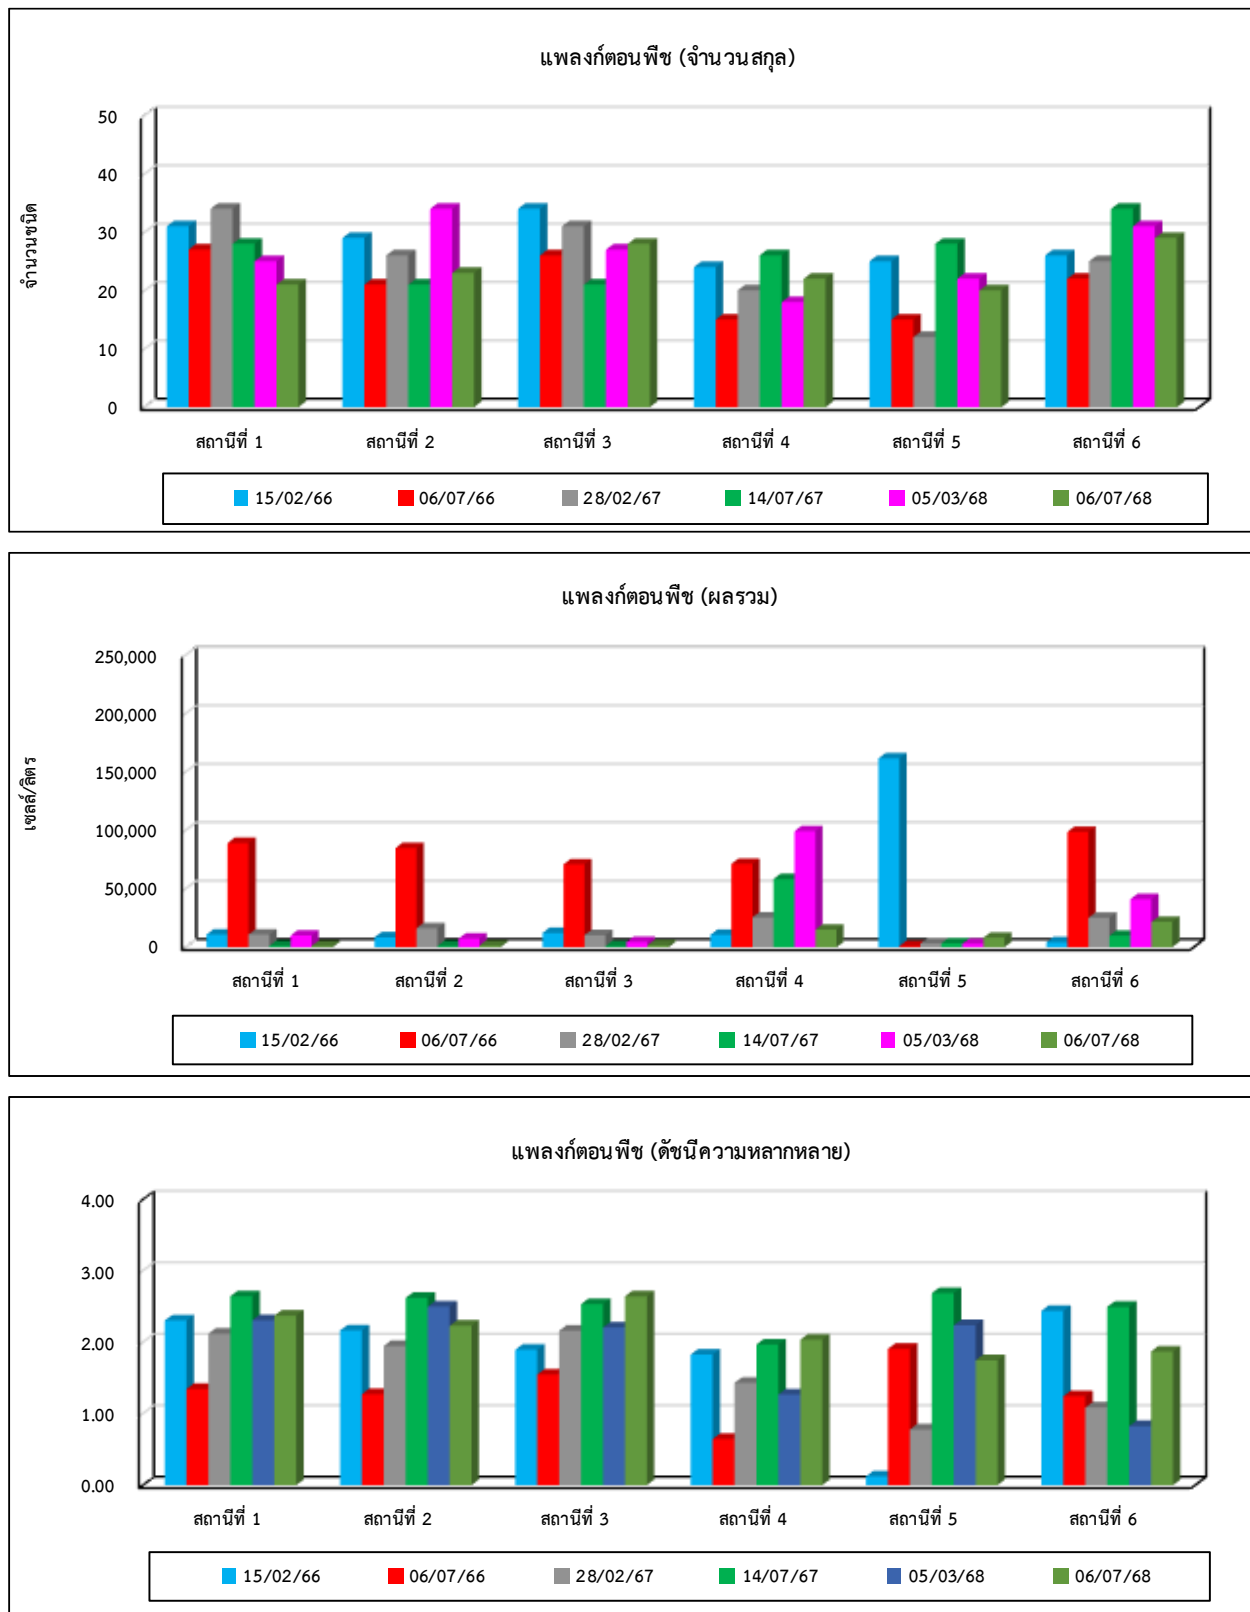 แพลงก์ตอนพืช (จำนวนสกุล)
จำนวนชนิด
50
40
30
20
10
0
สถานีที่ 1 สถานีที่ 2 สถานีที่ 3 สถานีที่ 4 สถานีที่ 5 สถานีที่ 6
15/02/66 06/07/66 28/02/67 14/07/67 05/03/68 06/07/68
แพลงก์ตอนพืช (ผลรวม)
เซลล์/ลิตร
250,000
200,000
150,000
100,000
50,000
0
สถานีที่ 1 สถานีที่ 2 สถานีที่ 3 สถานีที่ 4 สถานีที่ 5 สถานีที่ 6
15/02/66 06/07/66 28/02/67 14/07/67 05/03/68 06/07/68
แพลงก์ตอนพืช (ดัชนีความหลากหลาย)
4.00
3.00
2.00
1.00
0.00
สถานีที่ 1 สถานีที่ 2 สถานีที่ 3 สถานีที่ 4 สถานีที่ 5 สถานีที่ 6
15/02/66 06/07/66 28/02/67 14/07/67 05/03/68 06/07/68